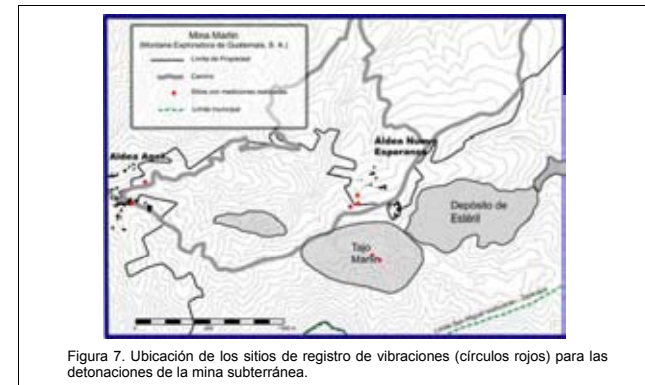 Mina Marlin
(Montana Exploradora de Guatemala, S. A.)
Límite de Propiedad
Camino
Sitios con mediciones realizadas
Límite municipal
Aldea Agel
Aldea Nueva
Esperanza
Depósito de
Estéril
Tajo
Marlin
Figura 7. Ubicación de los sitios de registro de vibraciones (círculos rojos) para las
detonaciones de la mina subterránea.